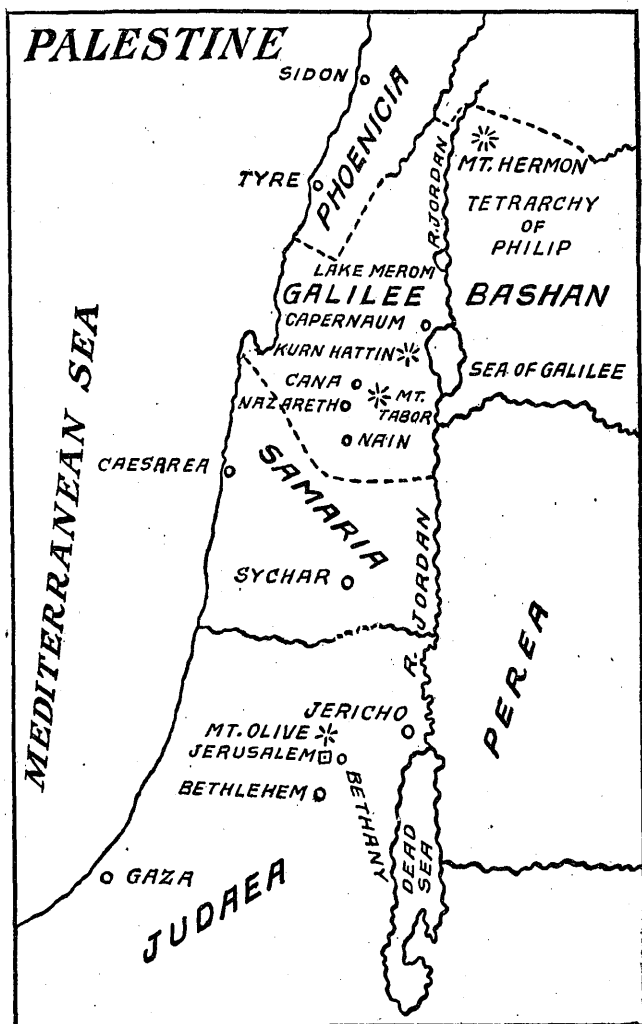 PALESTINE
SIDON
PHOENICIA
TYRE
R. JORDAN
MT. HERMON
TETRARCHY
OF
PHILIP
LAKE MEROM
GALILEE
BASHAN
CAPERNAUM
KURN HATTIN
SEA OF GALILEE
CANA
MT.
TABOR
NAZARETH
NAIN
MEDITERRANEAN SEA
CAESAREA
SAMARIA
SYCHAR
R. JORDAN
PEREA
JERICHO
MT. OLIVE
JERUSALEM
BETHANY
BETHLEHEM
DEAD
SEA
GAZA
JUDAEA